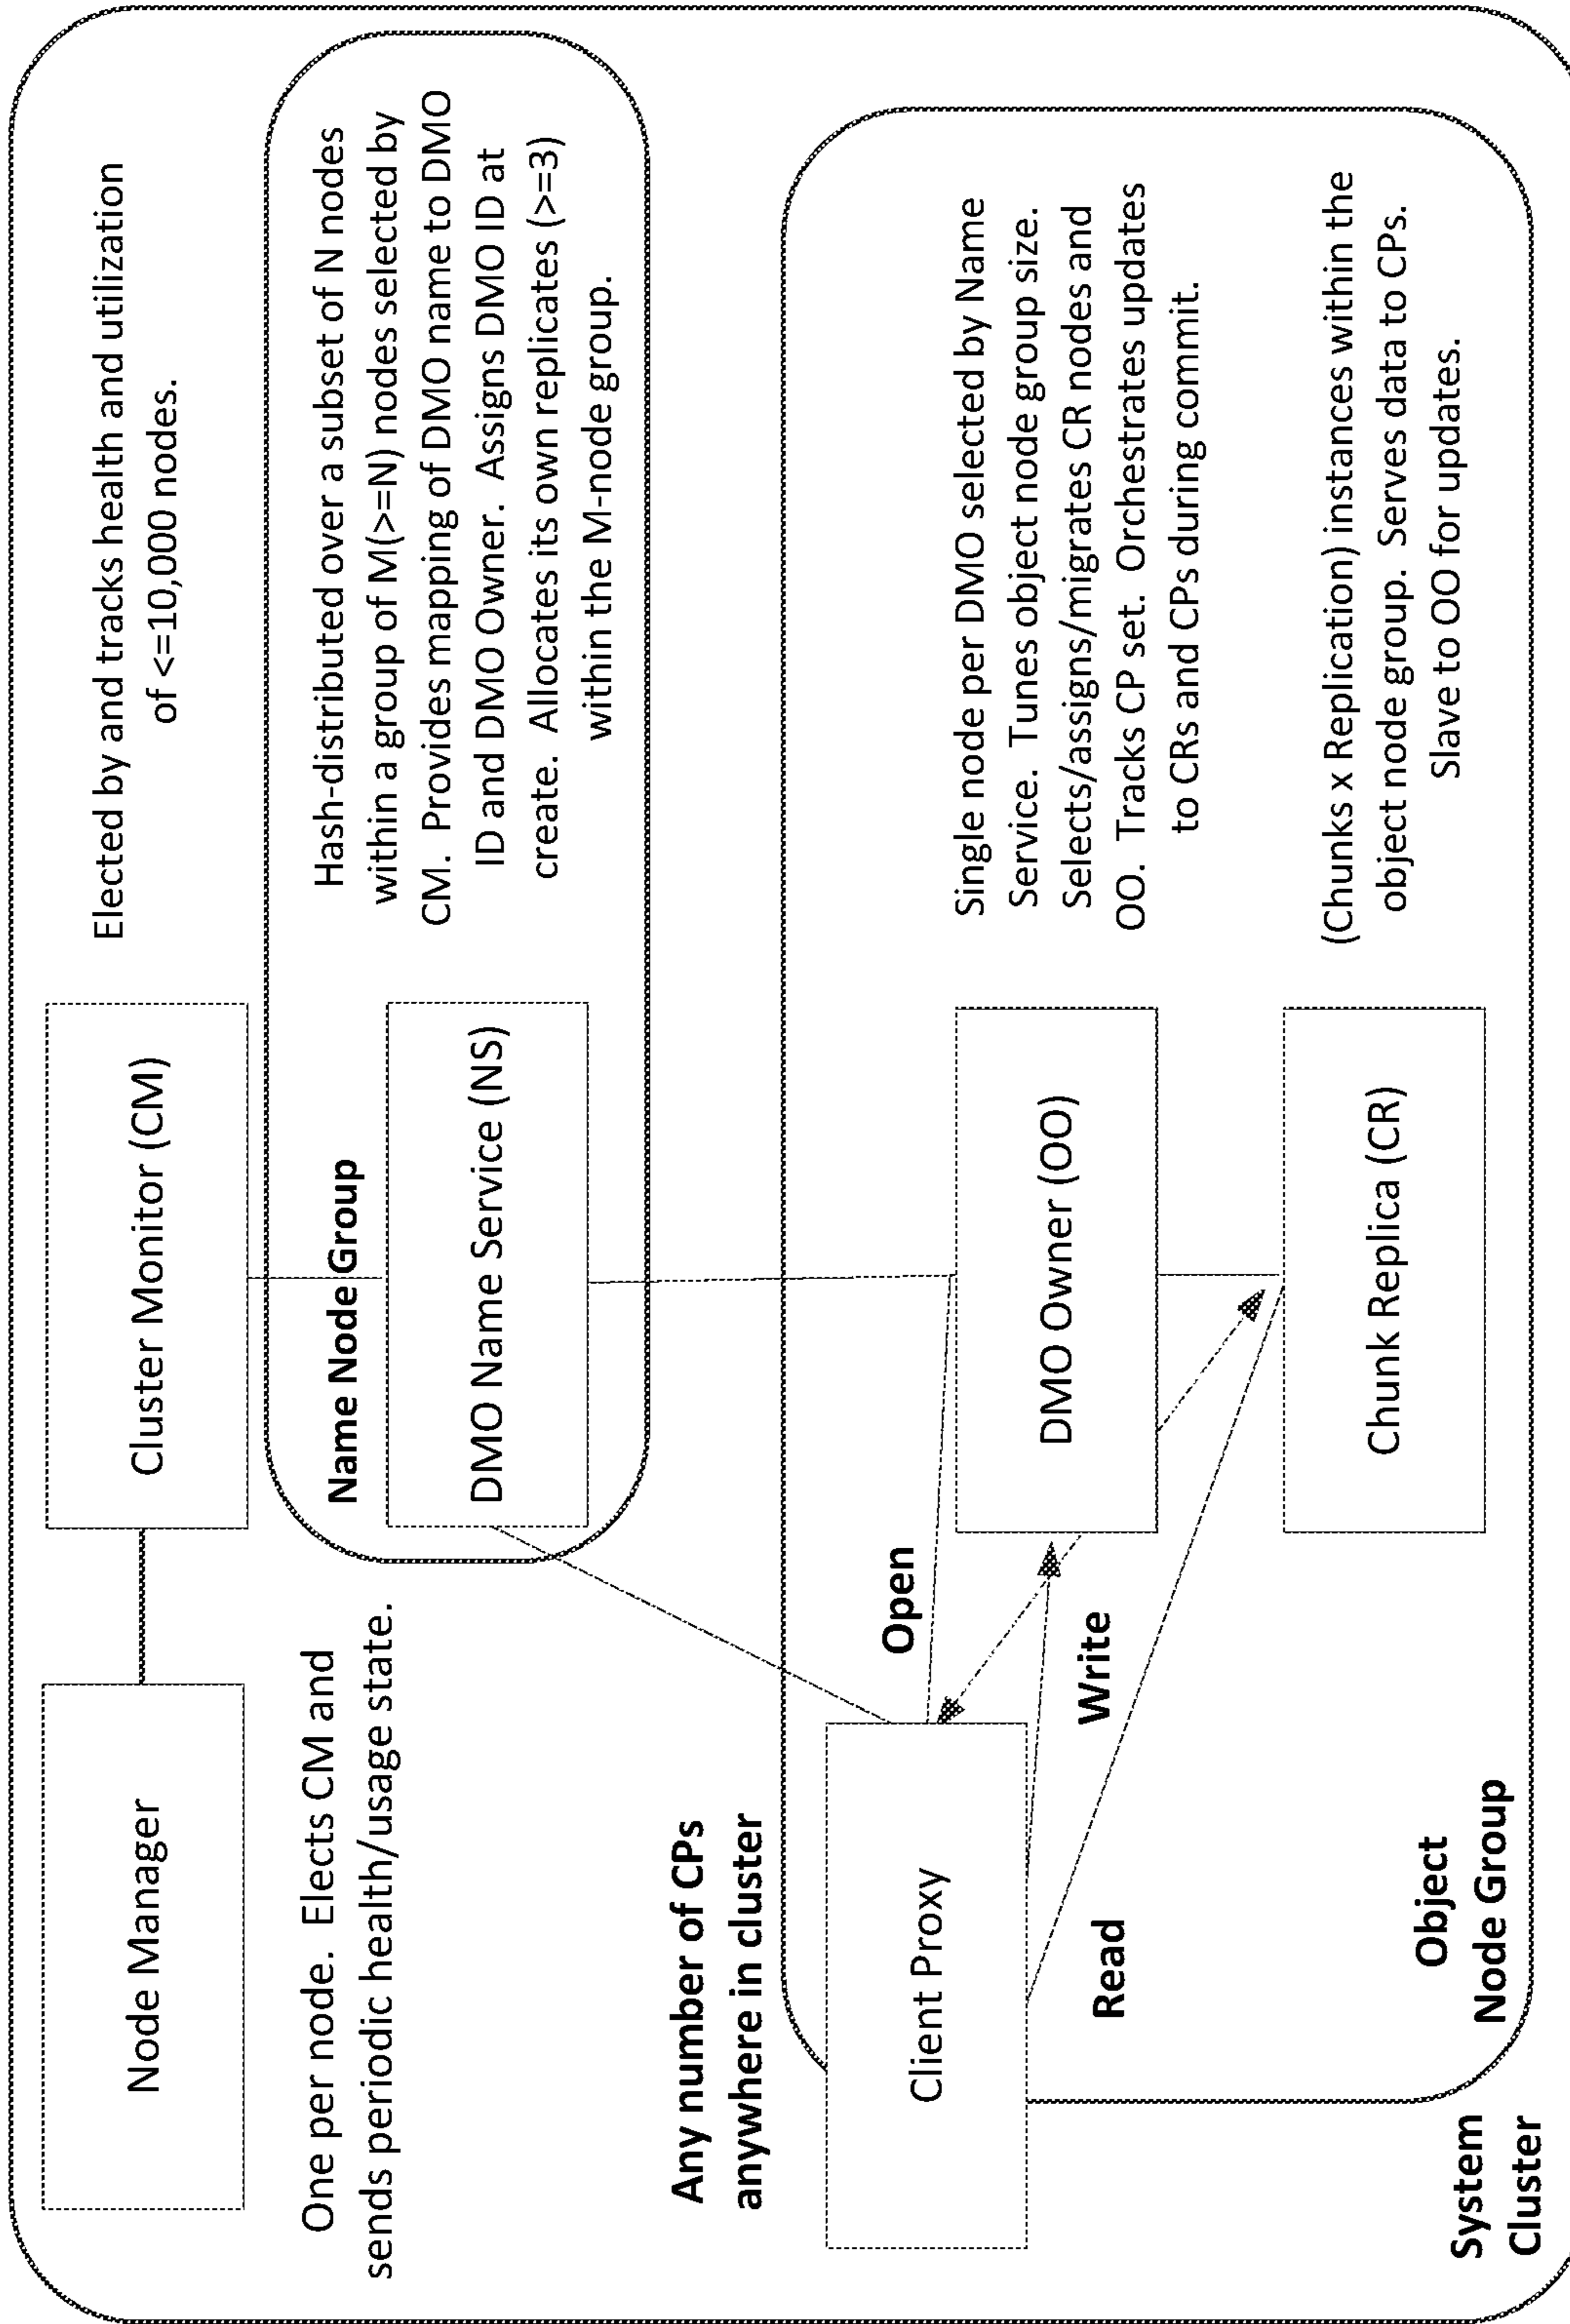 Node Manager
Cluster Monitor (CM)
Elected by and tracks health and utilization
of <=10,000 nodes.
One per node.  Elects CM and
sends periodic health/usage state.
Name Node Group
DMO Name Service (NS)
Hash-distributed over a subset of N nodes
within a group of M(>=N) nodes selected by
CM.  Provides mapping of DMO name to DMO
ID and DMO Owner.  Assigns DMO ID at
create.  Allocates its own replicates (>=3)
within the M-node group.
Any number of CPs
anywhere in cluster
Client Proxy
Open
Write
Read
DMO Owner (OO)
Single node per DMO selected by Name
Service.  Tunes object node group size.
Selects/assigns/migrates CR nodes and
OO.  Tracks CP set.  Orchestrates updates
to CRs and CPs during commit.
Chunk Replica (CR)
(Chunks x Replication) instances within the
object node group.  Serves data to CPs.
Slave to OO for updates.
Object
Node Group
System
Cluster